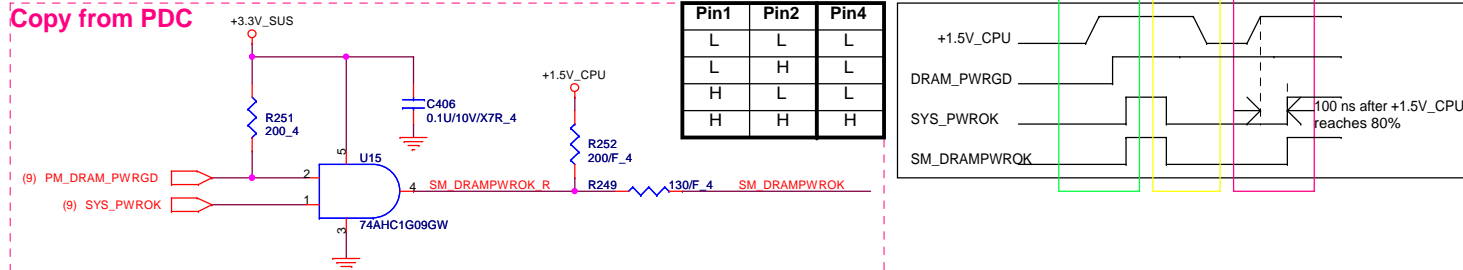 Copy from PDC
+3.3V_SUS
R251
200_4
C406
0.1U/10V/X7R_4
+1.5V_CPU
R252
200/F_4
(9) PM_DRAM_PWRGD
(9) SYS_PWROK
2
1
5
3
4
U15
74AHC1G09GW
SM_DRAMPWROK_R
R249
130/F_4
SM_DRAMPWROK
Pin1 Pin2 Pin4
L L L
L H L
H L L
H H H
+1.5V_CPU
DRAM_PWRGD
SYS_PWROK
SM_DRAMPWROK
100 ns after +1.5V_CPU
reaches 80%